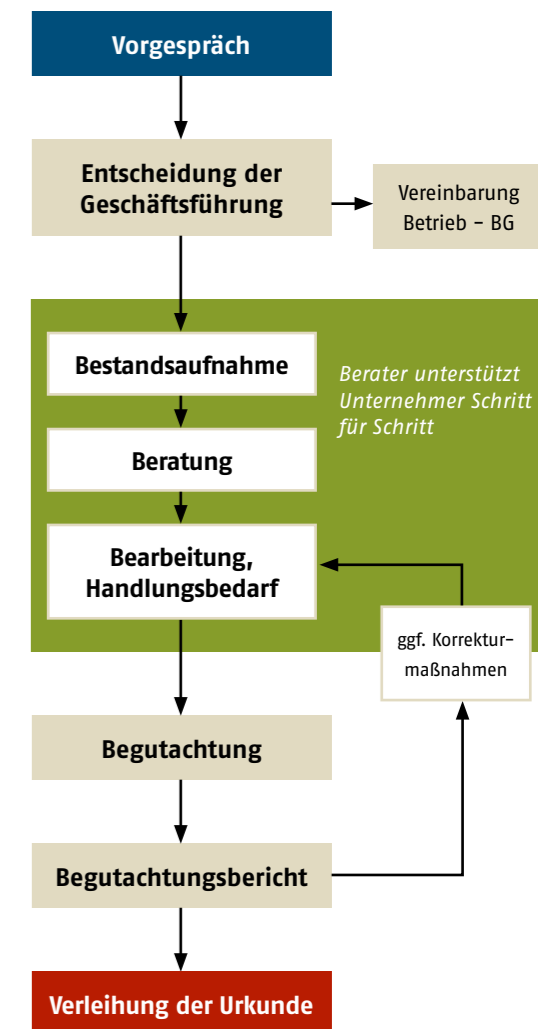 Vorgespräch
Entscheidung der
Geschäftsführung
Vereinbarung
Betrieb – BG
Bestandsaufnahme
Berater unterstützt
Unternehmer Schritt
für Schritt
Beratung
Bearbeitung,
Handlungsbedarf
ggf. Korrektur-
maßnahmen
Begutachtung
Begutachtungsbericht
Verleihung der Urkunde